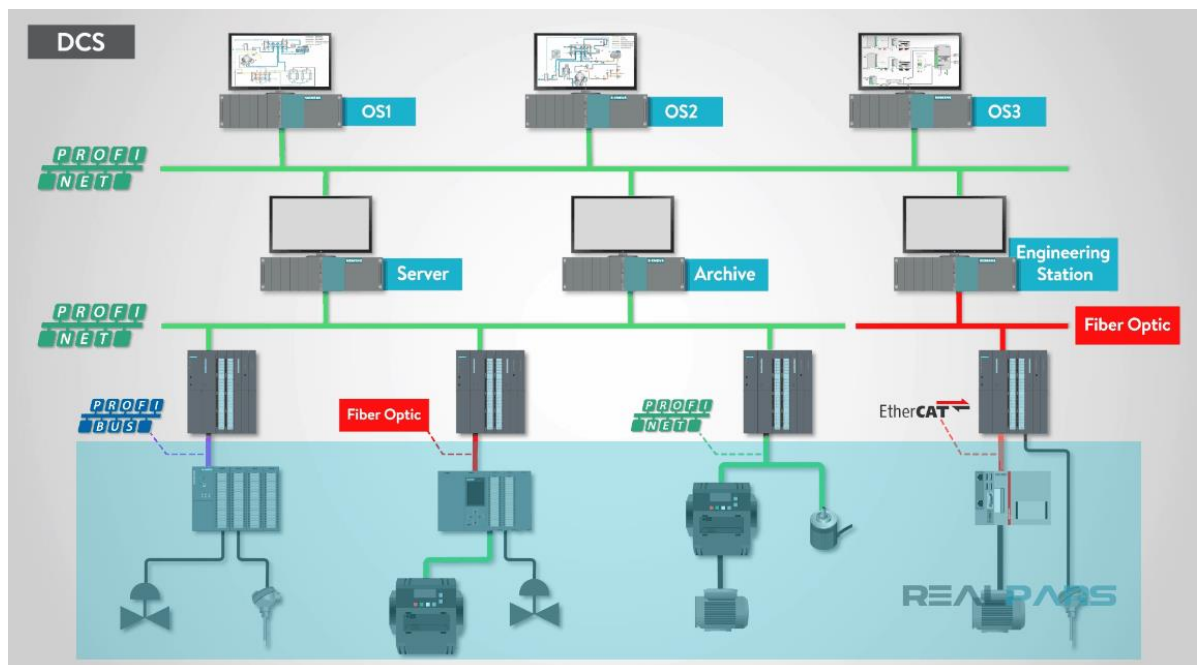 DCS
OS1
OS2
OS3
PROFI
NET
Server
Archive
Engineering
Station
PROFI
NET
Fiber Optic
PROFI
BUS
Fiber Optic
PROFI
NET
EtherCAT
REALPARS